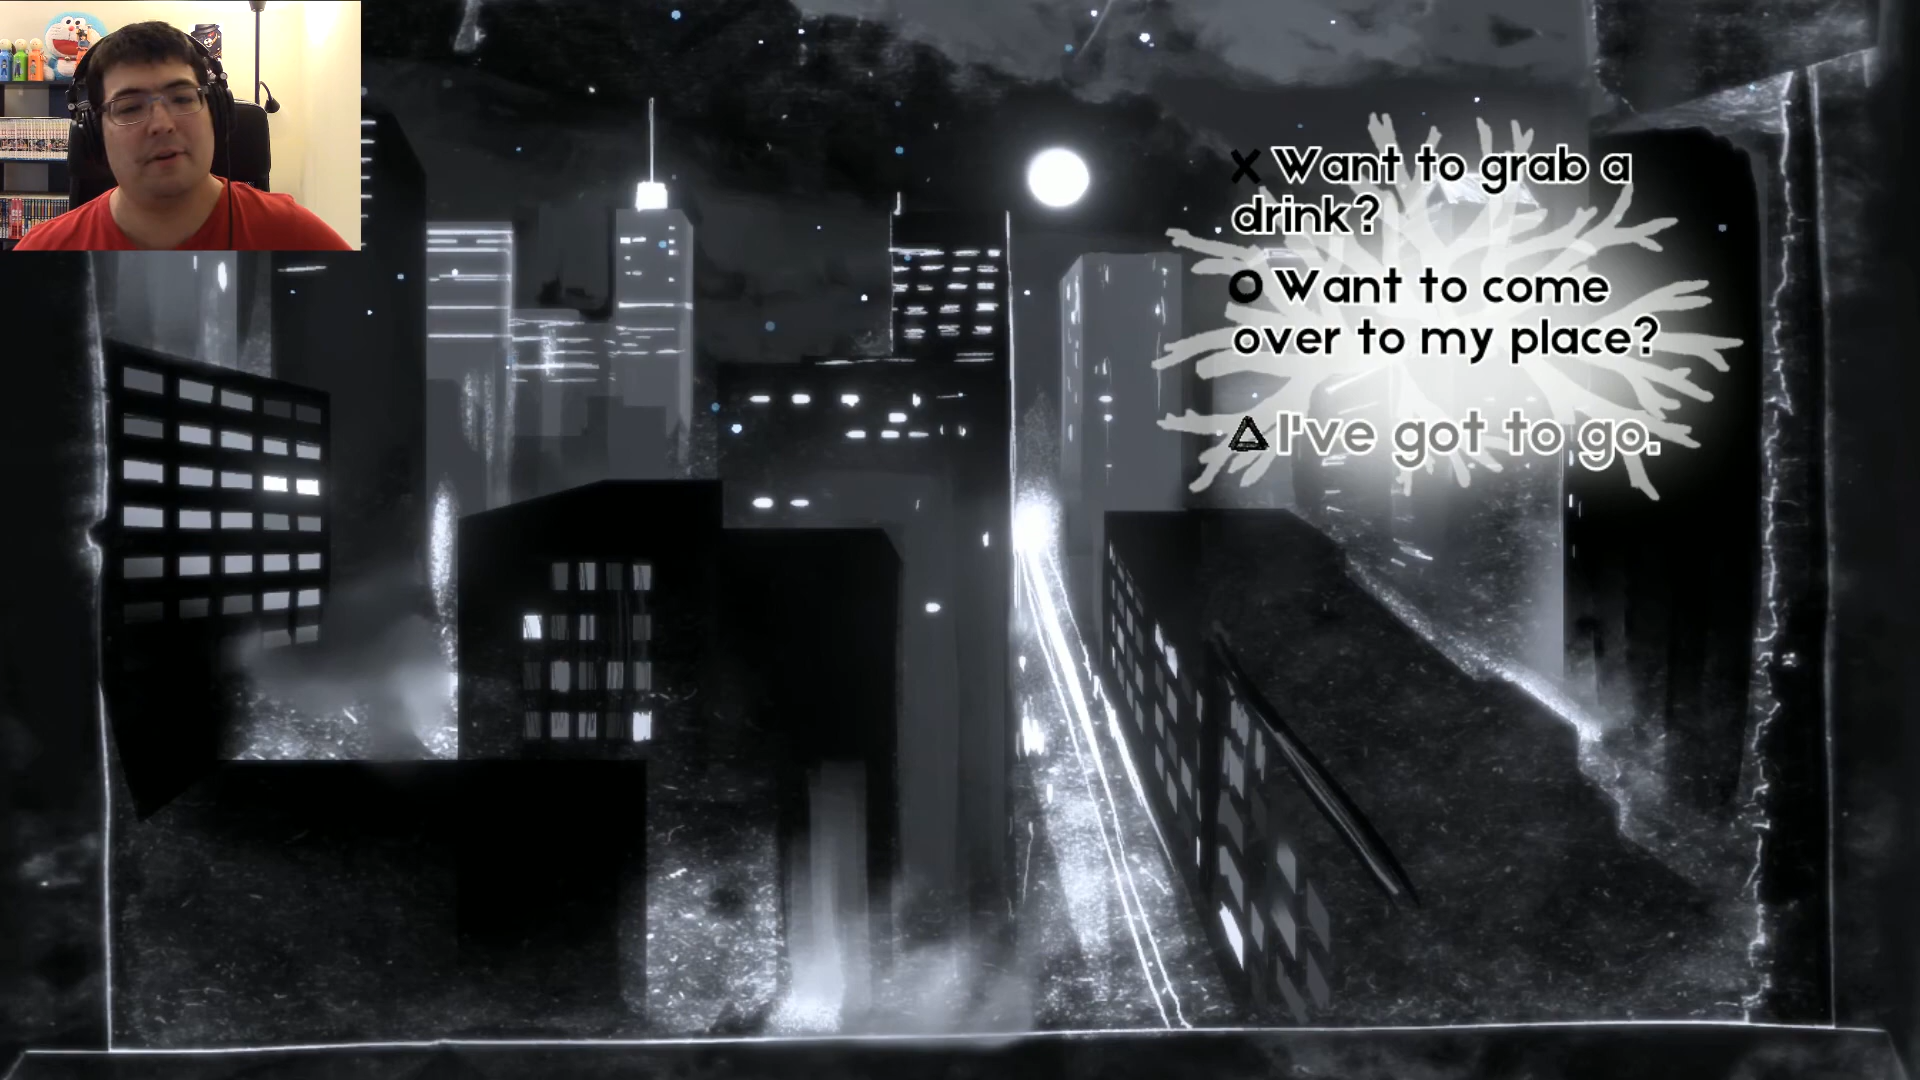 X Want to grab a
drink?
O Want to come
over to my place?
△ I've got to go.